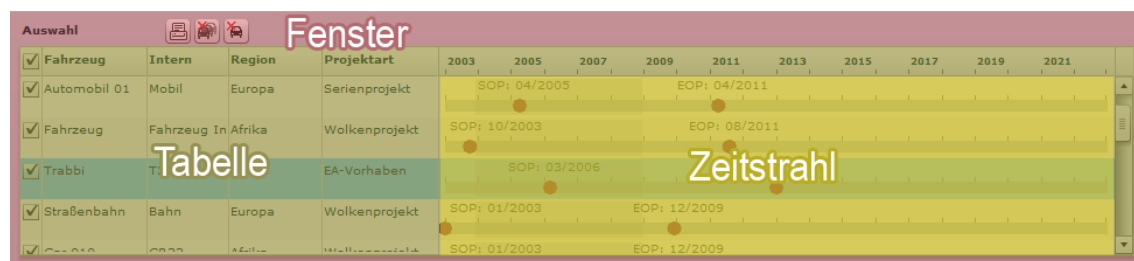 Auswahl Fenster
Fahrzeug Intern Region Projektart 2003 2005 2007 2009 2011 2013 2015 2017 2019 2021
Automobil 01 Mobil Europa Serienprojekt SOP: 04/2005 EOP: 04/2011
Fahrzeug Fahrzeug In Afrika Wolkenprojekt SOP: 10/2003 EOP: 08/2011
Trabbi Tabelle EA-Vorhaben SOP: 03/2006 Zeitstrahl
Straßenbahn Bahn Europa Wolkenprojekt SOP: 01/2003 EOP: 12/2009
Afrika Wolkenprojekt SOP: 01/2003 EOP: 12/2009